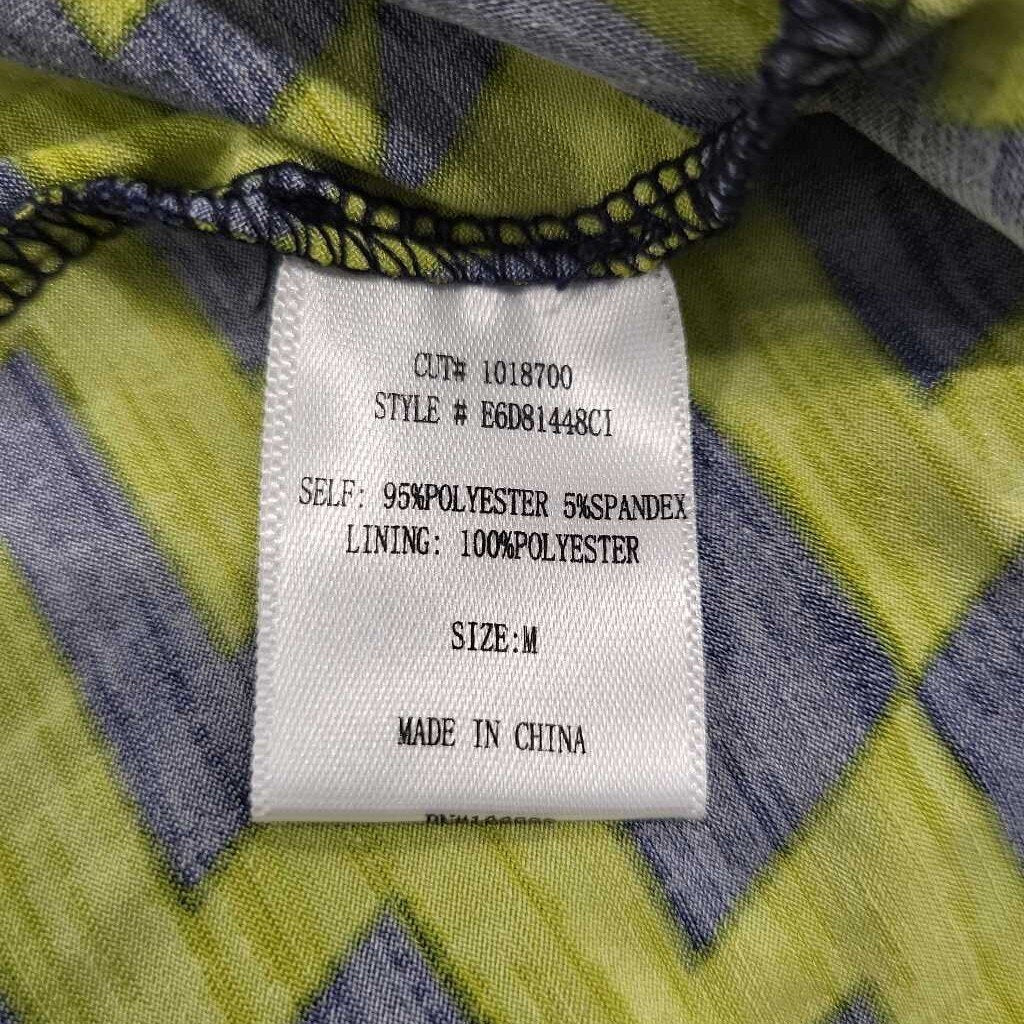 CUT# 1018700
STYLE # E6D81448CI
SELF: 95%POLYESTER 5%SPANDEX
LINING: 100%POLYESTER
SIZE:M
MADE IN CHINA